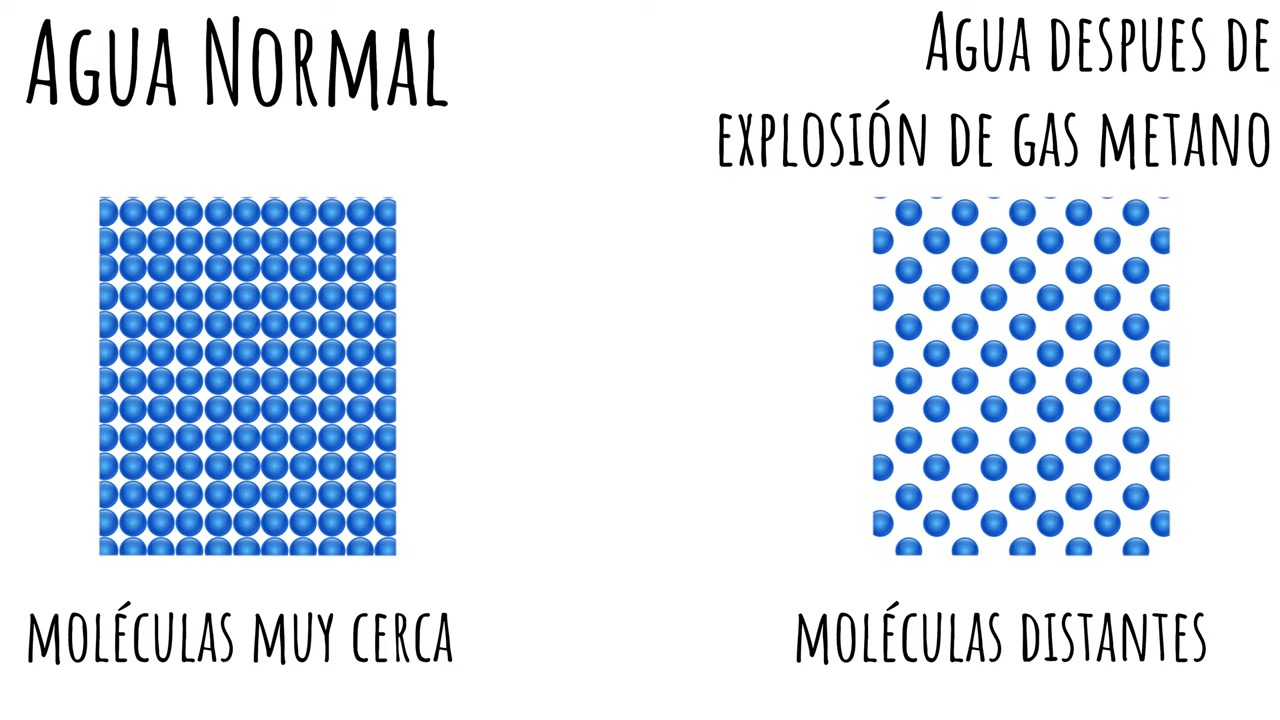 Agua Normal
Agua despues de
explosión de gas metano
moléculas muy cerca
moléculas distantes